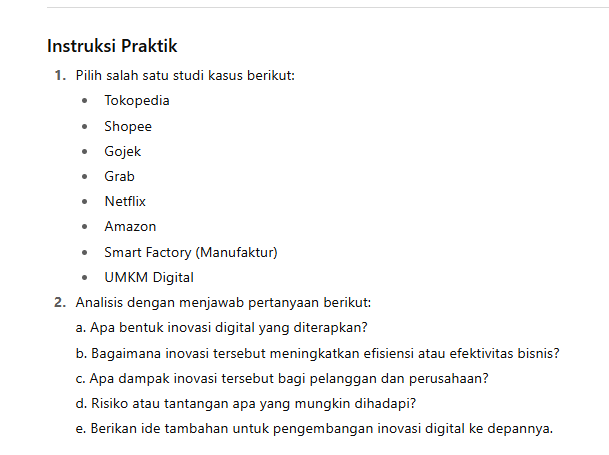 Instruksi Praktik
1. Pilih salah satu studi kasus berikut:
• Tokopedia
• Shopee
• Gojek
• Grab
• Netflix
• Amazon
• Smart Factory (Manufaktur)
• UMKM Digital
2. Analisis dengan menjawab pertanyaan berikut:
a. Apa bentuk inovasi digital yang diterapkan?
b. Bagaimana inovasi tersebut meningkatkan efisiensi atau efektivitas bisnis?
c. Apa dampak inovasi tersebut bagi pelanggan dan perusahaan?
d. Risiko atau tantangan apa yang mungkin dihadapi?
e. Berikan ide tambahan untuk pengembangan inovasi digital ke depannya.